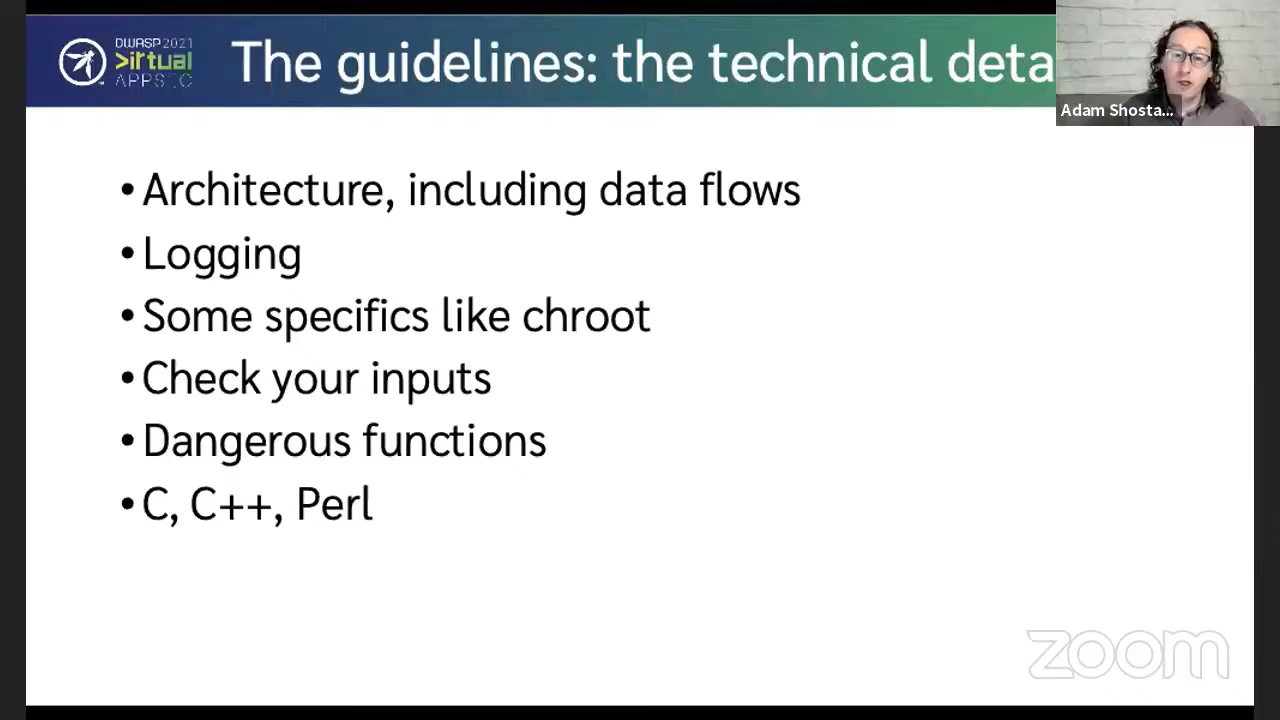 OWASP 2021
>irtual
APPSEC
The guidelines: the technical deta
Adam Shosta...
• Architecture, including data flows
• Logging
• Some specifics like chroot
• Check your inputs
• Dangerous functions
• C, C++, Perl
zoom